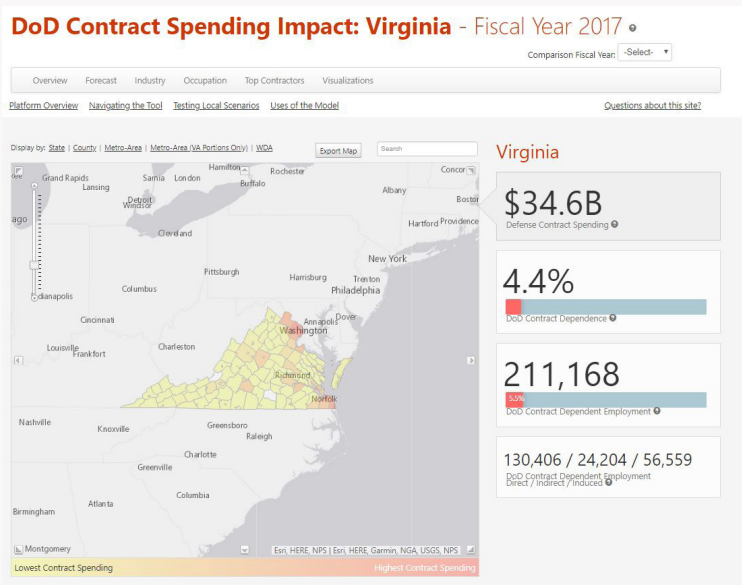 DoD Contract Spending Impact: Virginia - Fiscal Year 2017
Comparison Fiscal Year: -Select-
Overview Forecast Industry Occupation Top Contractors Visualizations
Platform Overview Navigating the Tool Testing Local Scenarios Uses of the Model Questions about this site?
Display by: State | County | Metro-Area | Metro-Area (VA Portions Only) | WDA
Export Map
Search
Grand Rapids
Lansing
Sarnia
London
Hamilton
Buffalo
Rochester
Concor
Albany
Bostor
Detroit
Windsor
ago
Cleveland
Hartford
Providence
New York
Pittsburgh
Harrisburg
Trenton
Philadelphia
dianapolis
Columbus
Cincinnati
Annapolis
Dover
Washington
Louisville
Frankfort
Charleston
Richmond
Norfolk
Nashville
Knoxville
Greensboro
Raleigh
Charlotte
Greenville
Columbia
Atlanta
Birmingham
Montgomery
Esri, HERE, NPS | Esri, HERE, Garmin, NGA, USGS, NPS
Lowest Contract Spending
Highest Contract Spending
Virginia
$34.6B
Defense Contract Spending
4.4%
DoD Contract Dependence
211,168
5.5%
DoD Contract Dependent Employment
130,406 / 24,204 / 56,559
DoD Contract Dependent Employment
Direct / Indirect / Induced